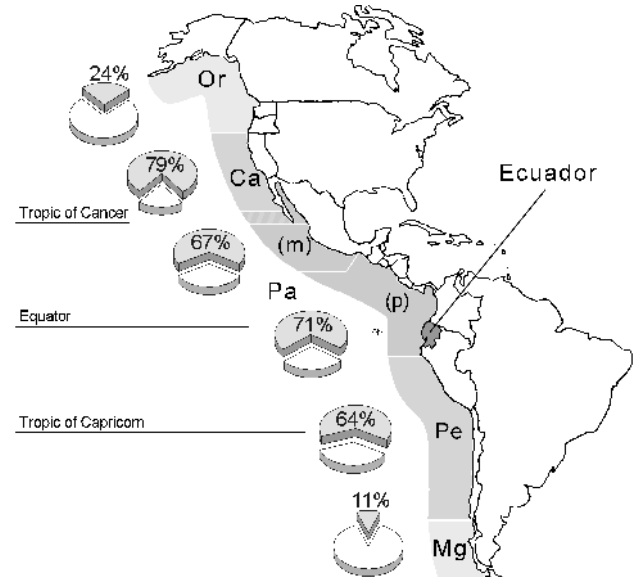 24%
Or
79%
Ca
Ecuador
Tropic of Cancer
67%
(m)
Pa
(p)
Equator
71%
Tropic of Capricorn
64%
Pe
11%
Mg